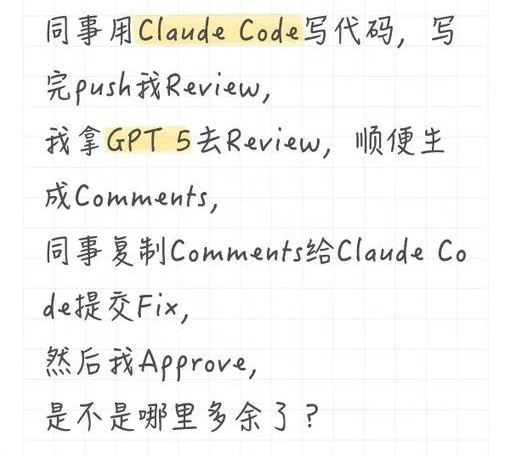 同事用Claude Code写代码，写
完push我Review，
我拿GPT 5去Review，顺便生
成Comments，
同事复制Comments给Claude Co
de提交Fix，
然后我Approve，
是不是哪里多余了？